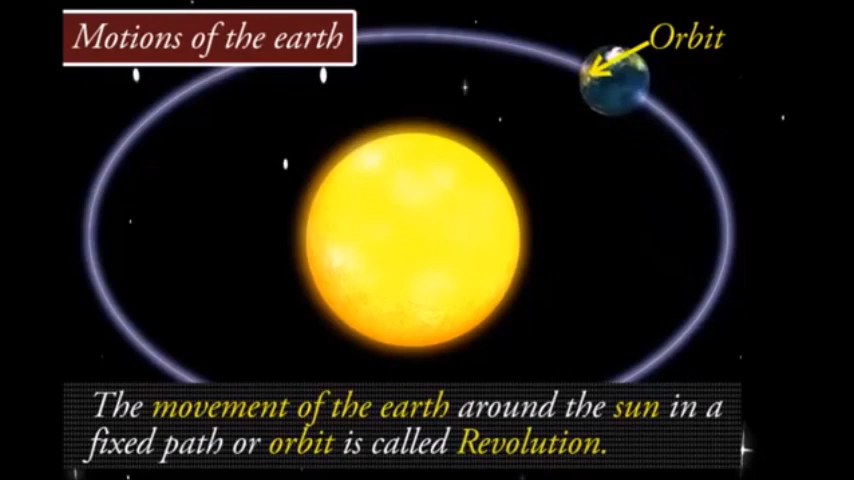 Motions of the earth
Orbit
The movement of the earth around the sun in a
fixed path or orbit is called Revolution.